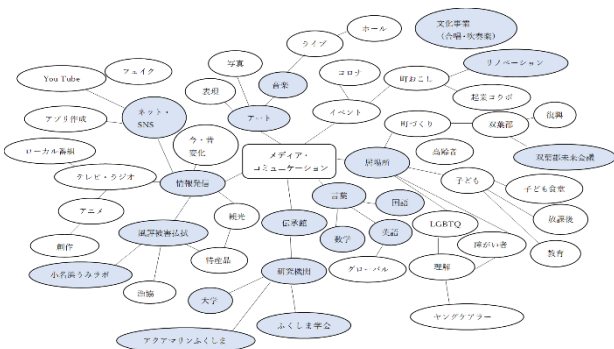 文化事業
(合唱・吹奏楽)
ホール
ライブ
写真
音楽
コロナ
町おこし
リノベーション
フェイク
You Tube
表現
ネット・
SNS
アート
イベント
起業コラボ
アプリ作成
町づくり
双葉郡
復興
今・昔
変化
メディア・
コミュニケーション
高齢者
双葉郡未来会議
ローカル番組
居場所
テレビ・ラジオ
情報発信
子ども
子ども食堂
言葉
国語
アニメ
観光
伝承館
LGBTQ
放課後
風評被害払拭
数字
英語
障がい者
創作
教育
特産品
グローバル
理解
小名浜うみラボ
研究機関
漁協
大学
ヤングケアラー
ふくしま学会
アクアマリンふくしま